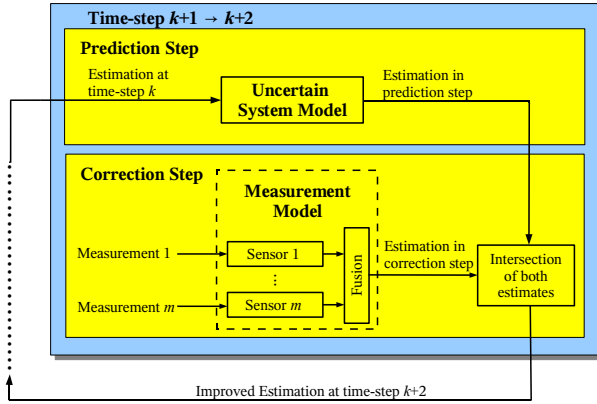 Time-step k+1 → k+2
Prediction Step
Estimation at
time-step k
Uncertain
System Model
Estimation in
prediction step
Correction Step
Measurement
Model
Measurement 1
Sensor 1
⋮
Measurement m
Sensor m
Fusion
Estimation in
correction step
Intersection
of both
estimates
Improved Estimation at time-step k+2